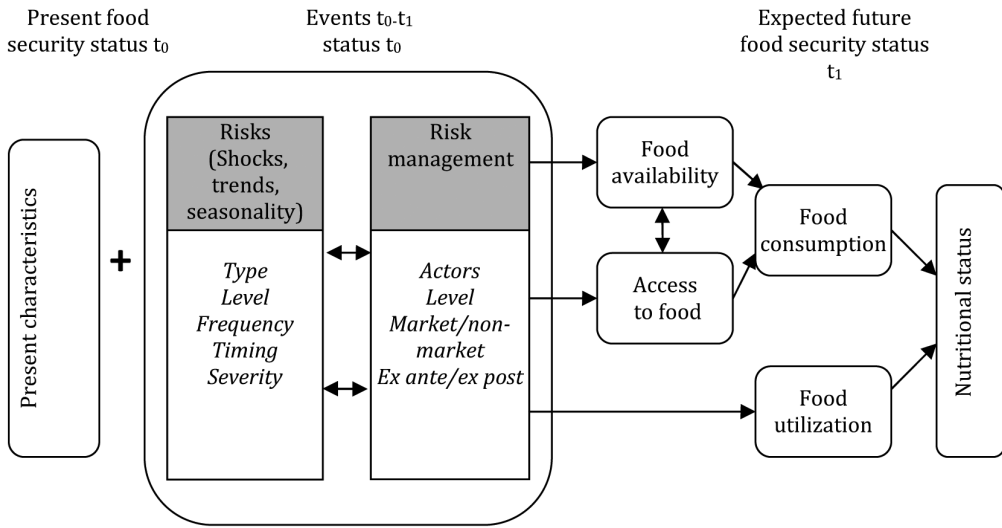 Present food
security status t₀
Events t₀-t₁
status t₀
Expected future
food security status
t₁
Present characteristics
+
Risks
(Shocks,
trends,
seasonality)
Type
Level
Frequency
Timing
Severity
Risk
management
Actors
Level
Market/non-
market
Ex ante/ex post
Food
availability
Access
to food
Food
consumption
Food
utilization
Nutritional status